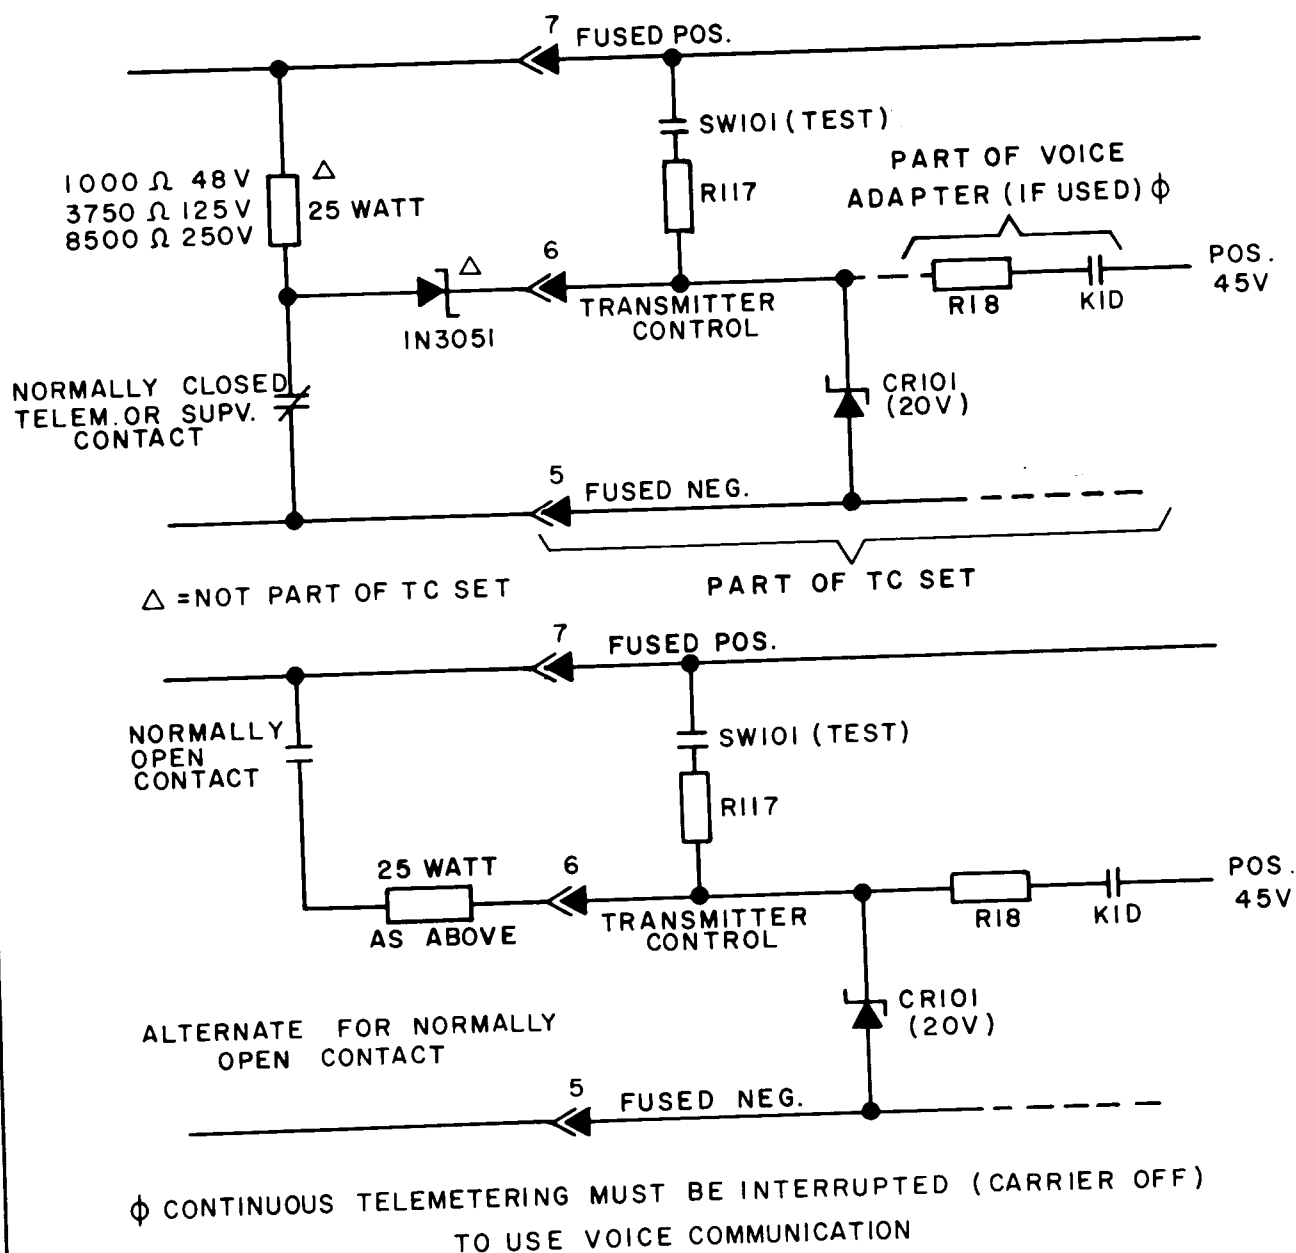 7 FUSED POS.
SW101 (TEST)
PART OF VOICE
ADAPTER (IF USED) ϕ
1000 Ω 48V
3750 Ω 125V
8500 Ω 250V
△
25 WATT
R117
6
△
POS.
45V
TRANSMITTER
CONTROL
R18
K1D
1N3051
NORMALLY CLOSED
TELEM. OR SUPV.
CONTACT
CR101
(20V)
5
FUSED NEG.
△ =NOT PART OF TC SET
PART OF TC SET
7
FUSED POS.
NORMALLY
OPEN
CONTACT
SW101 (TEST)
R117
25 WATT
AS ABOVE
6
TRANSMITTER
CONTROL
R18
K1D
POS.
45V
CR101
(20V)
ALTERNATE FOR NORMALLY
OPEN CONTACT
5
FUSED NEG.
ϕ CONTINUOUS TELEMETERING MUST BE INTERRUPTED (CARRIER OFF)
TO USE VOICE COMMUNICATION